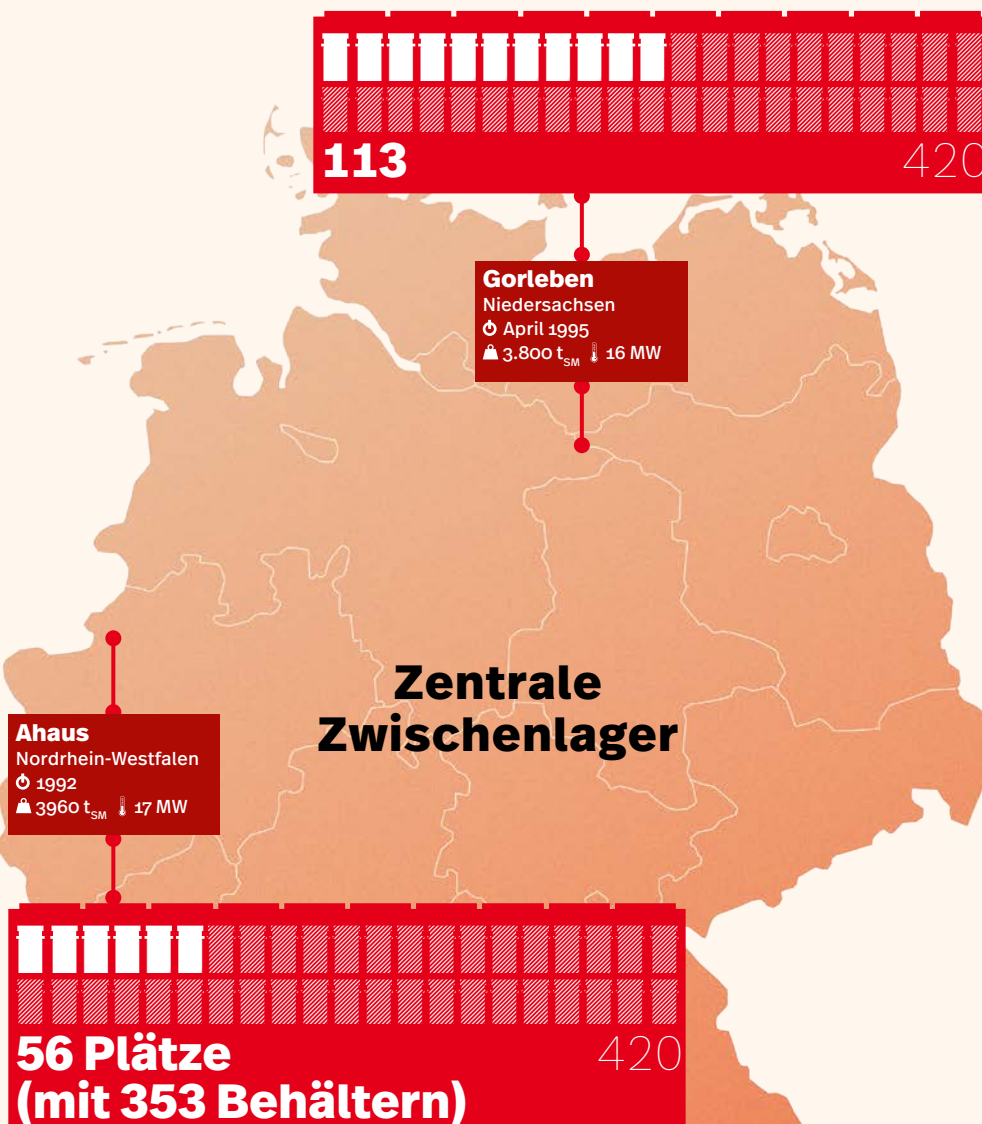 113
420
Gorleben
Niedersachsen
April 1995
3.800 tSM 16 MW
Zentrale
Zwischenlager
Ahaus
Nordrhein-Westfalen
1992
3960 tSM 17 MW
56 Plätze
420
(mit 353 Behältern)